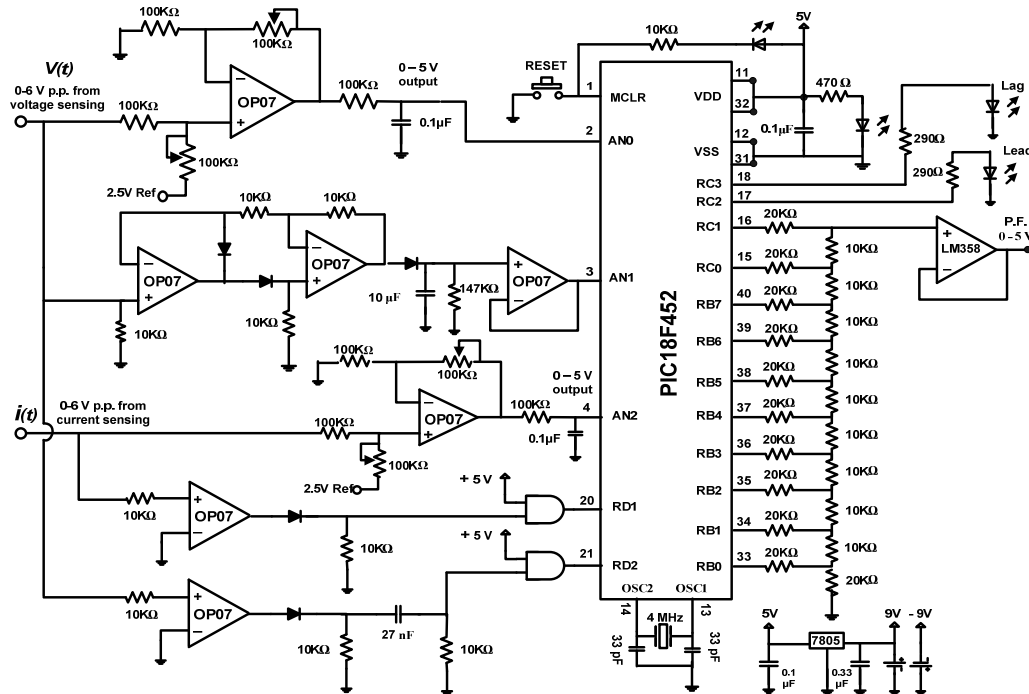 100KΩ
100KΩ
V(t)
0-6 V p.p. from
voltage sensing
100KΩ
OP07
100KΩ
2.5V Ref
100KΩ
0 – 5 V
output
0.1µF
10KΩ
5V
RESET
1
MCLR
2
AN0
11
VDD
32
12
VSS
31
470 Ω
0.1µF
Lag
290Ω
Lead
290Ω
18
RC3
17
RC2
10KΩ
10KΩ
OP07
OP07
10KΩ
10KΩ
10 µF
147KΩ
OP07
3
AN1
PIC18F452
16
RC1
20KΩ
LM358
P.F.
0 – 5 V
10KΩ
15
RC0
20KΩ
10KΩ
40
RB7
20KΩ
10KΩ
39
RB6
20KΩ
10KΩ
38
RB5
20KΩ
10KΩ
37
RB4
20KΩ
10KΩ
36
RB3
20KΩ
10KΩ
35
RB2
20KΩ
10KΩ
34
RB1
20KΩ
10KΩ
33
RB0
20KΩ
20KΩ
i(t)
0-6 V p.p. from
current sensing
100KΩ
100KΩ
OP07
100KΩ
100KΩ
2.5V Ref
0 – 5 V
output
100KΩ
0.1µF
4
AN2
10KΩ
OP07
10KΩ
+ 5 V
20
RD1
10KΩ
OP07
10KΩ
27 nF
10KΩ
+ 5 V
21
RD2
OSC2
OSC1
14
13
4 MHz
33 pF
33 pF
5V
7805
9V
- 9V
0.1
µF
0.33
µF